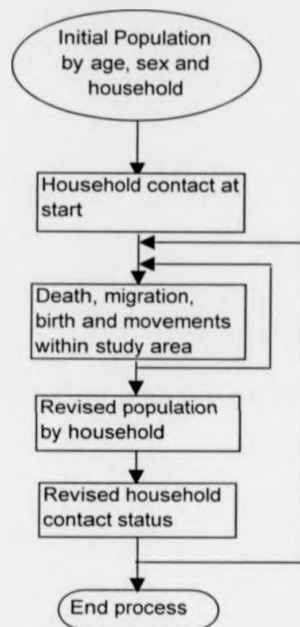 Initial Population
by age, sex and
household
Household contact at
start
Death, migration,
birth and movements
within study area
Revised population
by household
Revised household
contact status
End process